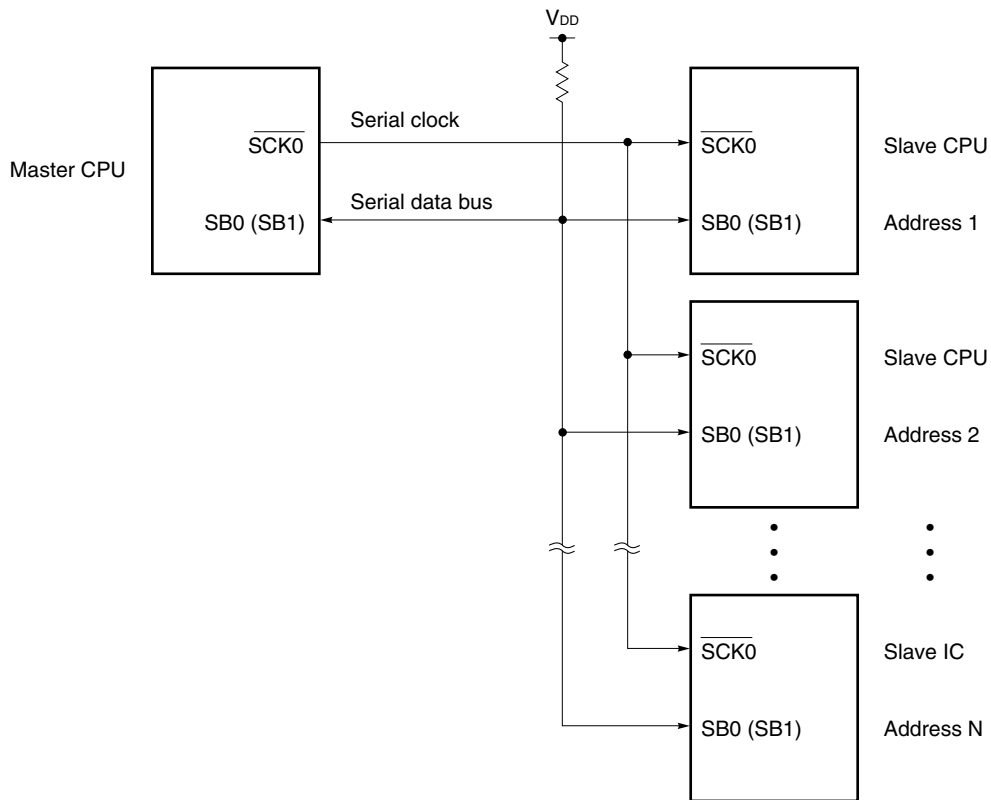 VDD
Serial clock
SCK0
SCK0
Slave CPU
Master CPU
Serial data bus
SB0 (SB1)
SB0 (SB1)
Address 1
SCK0
Slave CPU
SB0 (SB1)
Address 2
SCK0
Slave IC
SB0 (SB1)
Address N